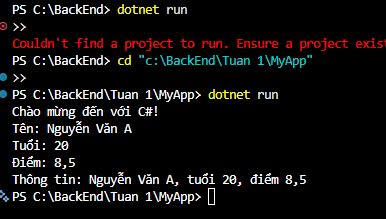 PS C:\BackEnd> dotnet run
>>
Couldn't find a project to run. Ensure a project exist
PS C:\BackEnd> cd "c:\BackEnd\Tuan 1\MyApp"
>>
PS C:\BackEnd\Tuan 1\MyApp> dotnet run
Chào mừng đến với C#!
Tên: Nguyễn Văn A
Tuổi: 20
Điểm: 8,5
Thông tin: Nguyễn Văn A, tuổi 20, điểm 8,5
PS C:\BackEnd\Tuan 1\MyApp>